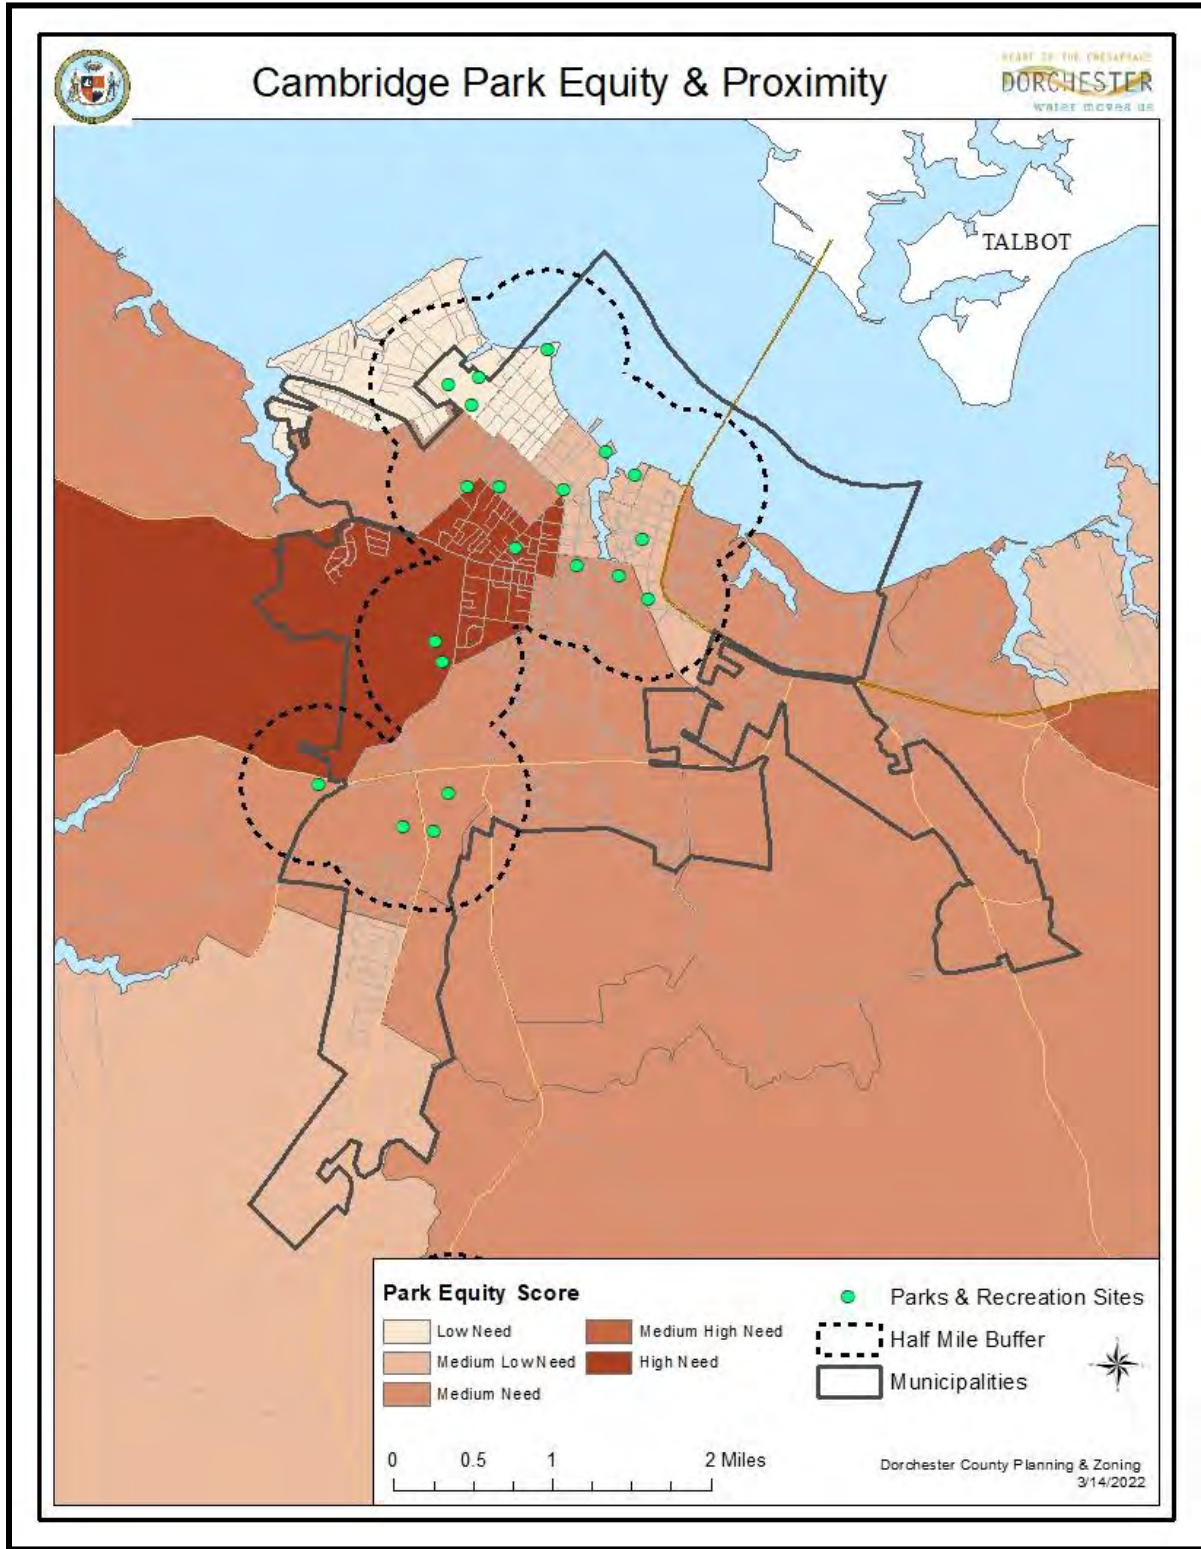 Cambridge Park Equity & Proximity
HEART OF THE CHESAPEAKE
DORCHESTER
water moves us
TALBOT
Park Equity Score
Low Need
Medium Low Need
Medium Need
Medium High Need
High Need
Parks & Recreation Sites
Half Mile Buffer
Municipalities
0 0.5 1 2 Miles
Dorchester County Planning & Zoning
3/14/2022